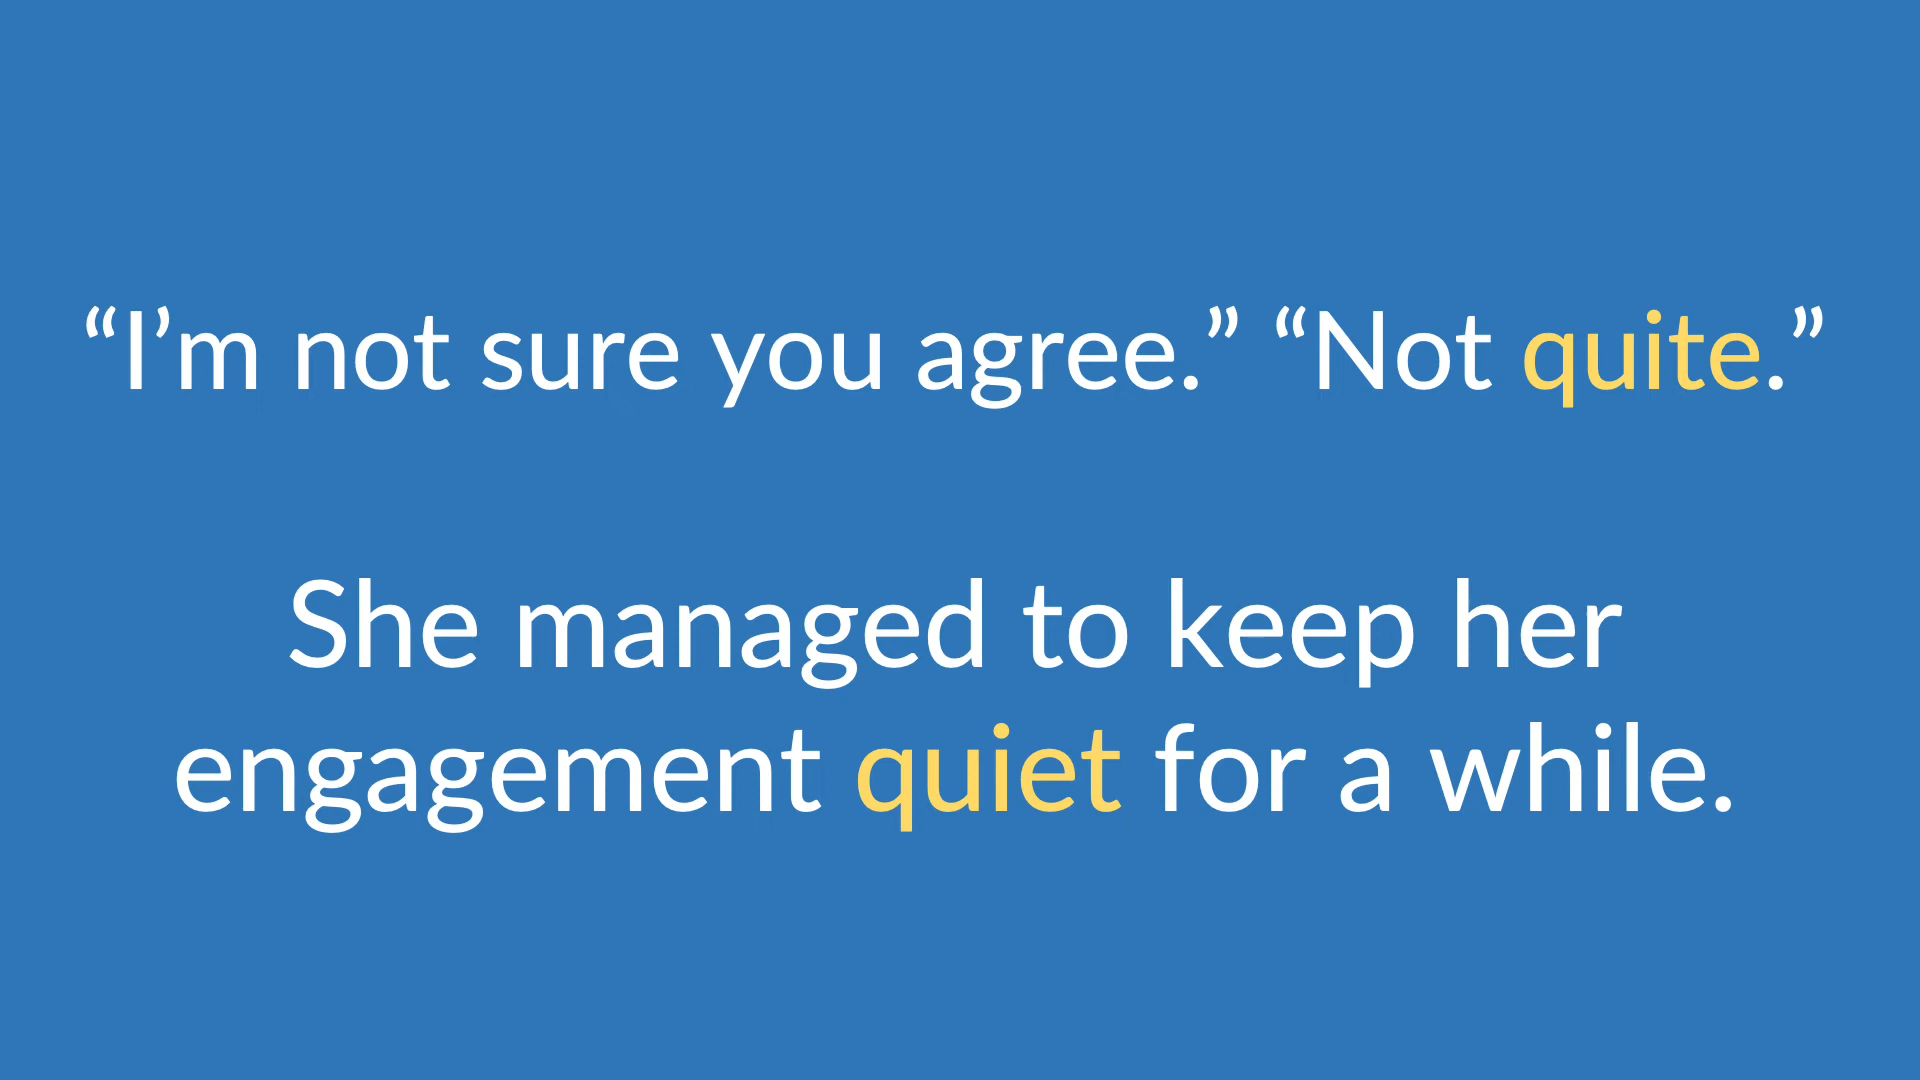 “I’m not sure you agree.” “Not quite.”
She managed to keep her
engagement quiet for a while.